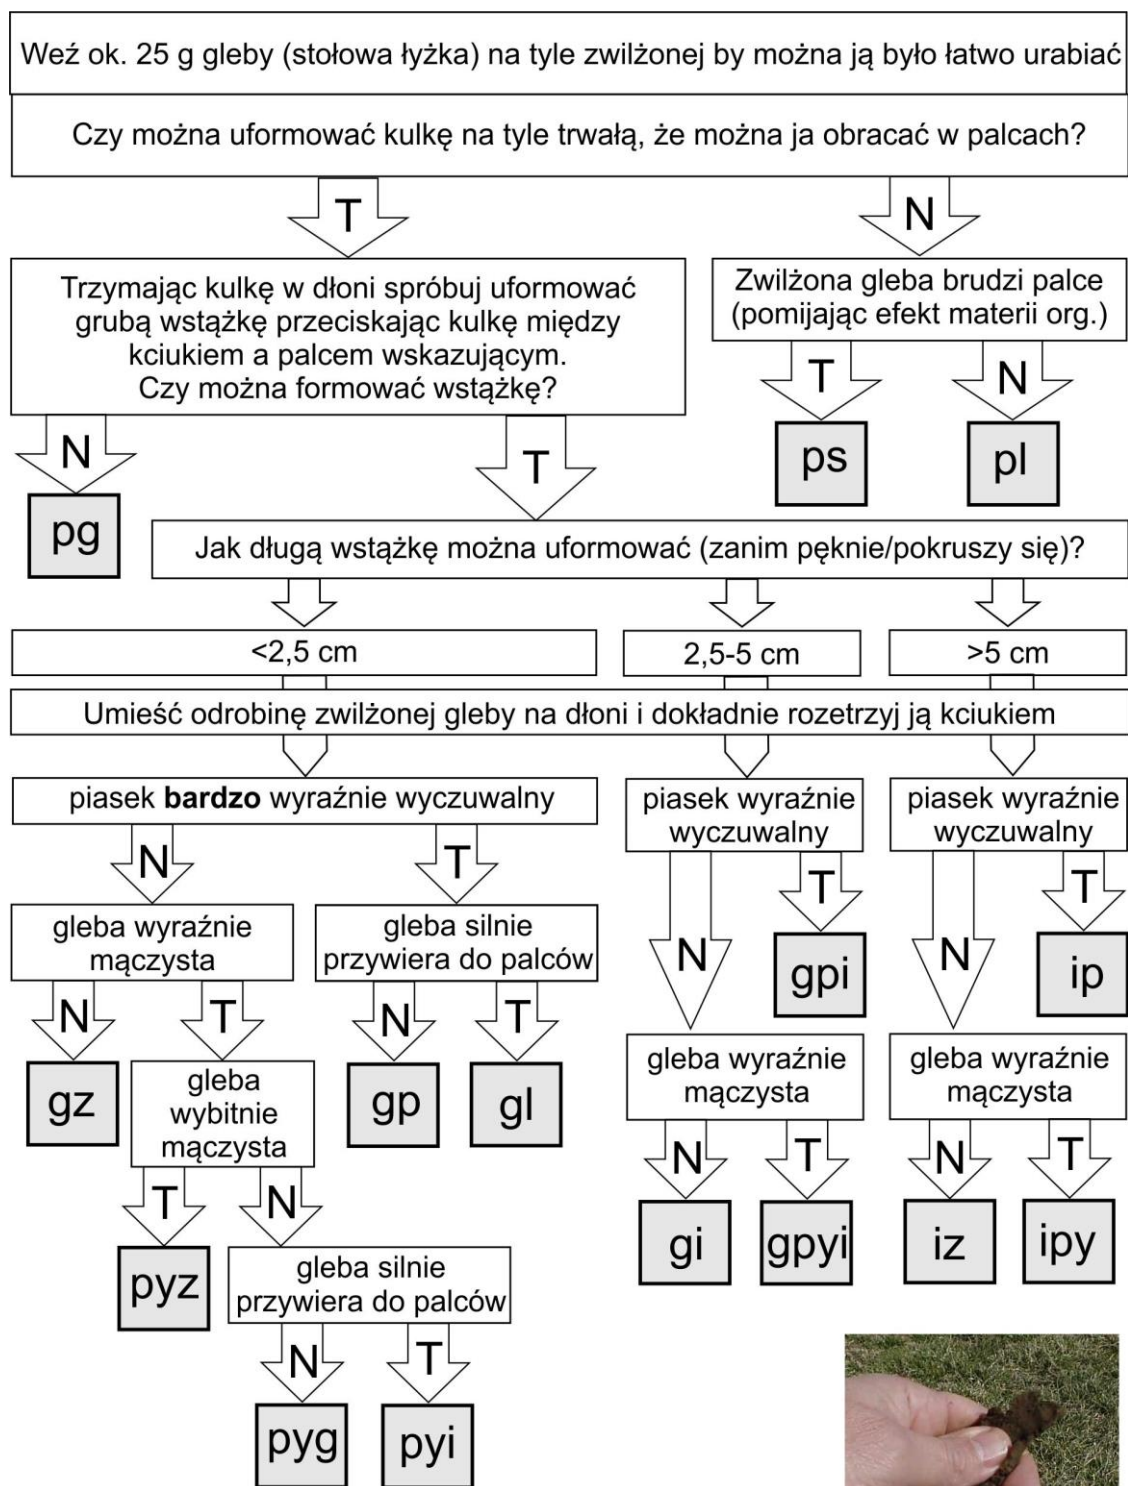 Weź ok. 25 g gleby (stołowa łyżka) na tyle zwilżonej by można ją było łatwo urabiać
Czy można uformować kulkę na tyle trwałą, że można ja obracać w palcach?
T
N
Trzymając kulkę w dłoni spróbuj uformować
grubą wstążkę przeciskając kulkę między
kciukiem a palcem wskazującym.
Czy można formować wstążkę?
Zwilżona gleba brudzi palce
(pomijając efekt materii org.)
T
N
ps
pl
N
T
pg
Jak długą wstążkę można uformować (zanim pęknie/pokruszy się)?
<2,5 cm
2,5-5 cm
>5 cm
Umieść odrobinę zwilżonej gleby na dłoni i dokładnie rozetrzyj ją kciukiem
piasek bardzo wyraźnie wyczuwalny
piasek wyraźnie
wyczuwalny
piasek wyraźnie
wyczuwalny
N
T
N
T
N
T
gleba wyraźnie
mączysta
gleba silnie
przywiera do palców
gpi
ip
N
T
N
T
gz
gleba
wybitnie
mączysta
gp
gl
gleba wyraźnie
mączysta
gleba wyraźnie
mączysta
N
T
N
T
T
N
gi
gpyi
iz
ipy
pyz
gleba silnie
przywiera do palców
N
T
pyg
pyi